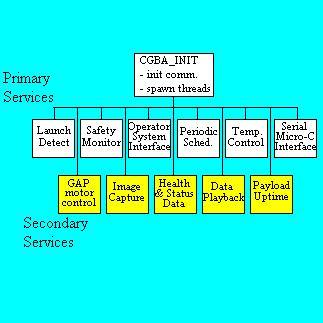 CGBA_INIT
- init comm.
- spawn threads
Primary
Services
Launch
Detect
Safety
Monitor
Operator
System
Interface
Periodic
Sched.
Temp.
Control
Serial
Micro-C
Interface
GAP
motor
control
Image
Capture
Health
& Status
Data
Data
Playback
Payload
Uptime
Secondary
Services